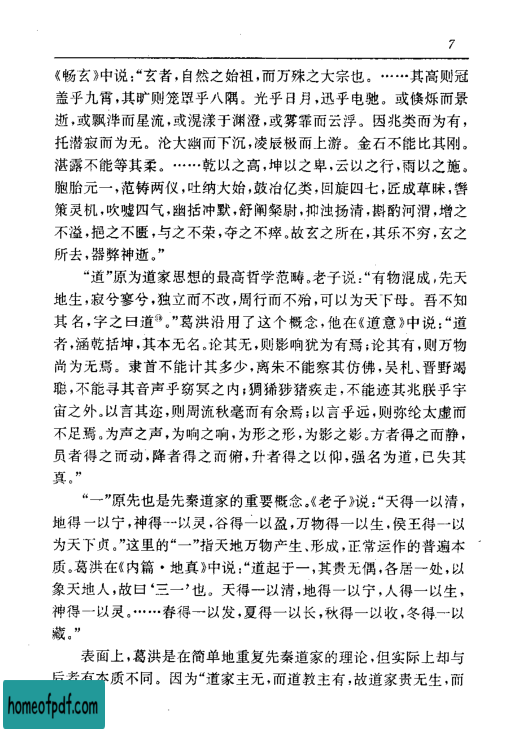 7
《畅玄》中说：“玄者，自然之始祖，而万殊之大宗也。……其高则冠
盖乎九霄，其旷则笼罩乎八隅。光乎日月，迅乎电驰。或倏烁而景
逝，或飘滭而星流，或滉漾于渊澄，或雾霏而云浮。因兆类而为有，
托潜寂而为无。沦大幽而下沉，凌辰极而上游。金石不能比其刚。
湛露不能等其柔。……乾以之高，坤以之卑，云以之行，雨以之施。
胞胎元一，范铸两仪，吐纳大始，鼓冶亿类，回旋四七，匠成草昧，辔
策灵机，吹嘘四气，幽括冲默，舒阐粲尉，抑浊扬清，斟酌河渭，增之
不溢，挹之不匮，与之不荣，夺之不瘁。故玄之所在，其乐不穷，玄之
所去，器弊神逝。”
“道”原为道家思想的最高哲学范畴。老子说：“有物混成，先天
地生，寂兮寥兮，独立而不改，周行而不殆，可以为天下母。吾不知
其名，字之曰道。”葛洪沿用了这个概念，他在《道意》中说：“道
者，涵乾括坤，其本无名。论其无，则影响犹为有焉；论其有，则万物
尚为无焉。隶首不能计其多少，离朱不能察其仿佛，吴札、晋野竭
聪，不能寻其音声乎窈冥之内；猲狶猪疾走，不能迹其兆朕乎宇
宙之外。以言其迩，则周流秋毫而有余焉；以言乎远，则弥纶太虚而
不足焉。为声之声，为响之响，为形之形，为影之影。方者得之而静，
员者得之而动，降者得之而俯，升者得之以仰，强名为道，已失其
真。”
“一”原先也是先秦道家的重要概念。《老子》说：“天得一以清，
地得一以宁，神得一以灵，谷得一以盈，万物得一以生，侯王得一以
为天下贞。”这里的“一”指天地万物产生、形成，正常运作的普遍本
质。葛洪在《内篇·地真》中说：“道起于一，其贵无偶，各居一处，以
象天地人，故曰‘三一’也。天得一以清，地得一以宁，人得一以生，
神得一以灵。……春得一以发，夏得一以长，秋得一以收，冬得一以
藏。”
表面上，葛洪是在简单地重复先秦道家的理论，但实际上却与
后者有本质不同。因为“道家主无，而道教主有，故道家贵无生，而
homeofpdf.com